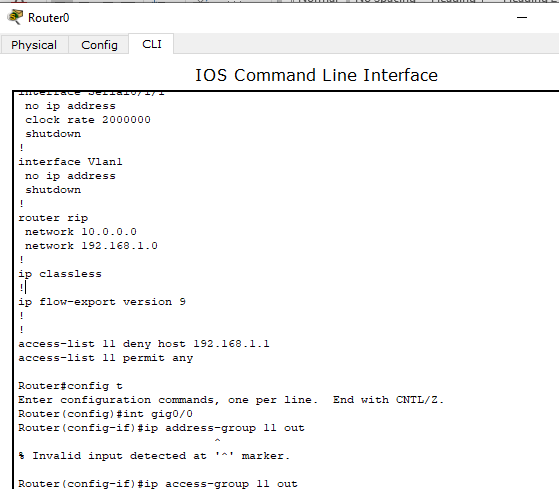 Router0
Physical Config CLI
IOS Command Line Interface
no ip address
clock rate 2000000
shutdown
!
interface Vlan1
no ip address
shutdown
!
router rip
network 10.0.0.0
network 192.168.1.0
!
ip classless
!
ip flow-export version 9
!
!
access-list 11 deny host 192.168.1.1
access-list 11 permit any
Router#config t
Enter configuration commands, one per line. End with CNTL/Z.
Router(config)#int gig0/0
Router(config-if)#ip address-group 11 out
^
% Invalid input detected at '^' marker.
Router(config-if)#ip access-group 11 out